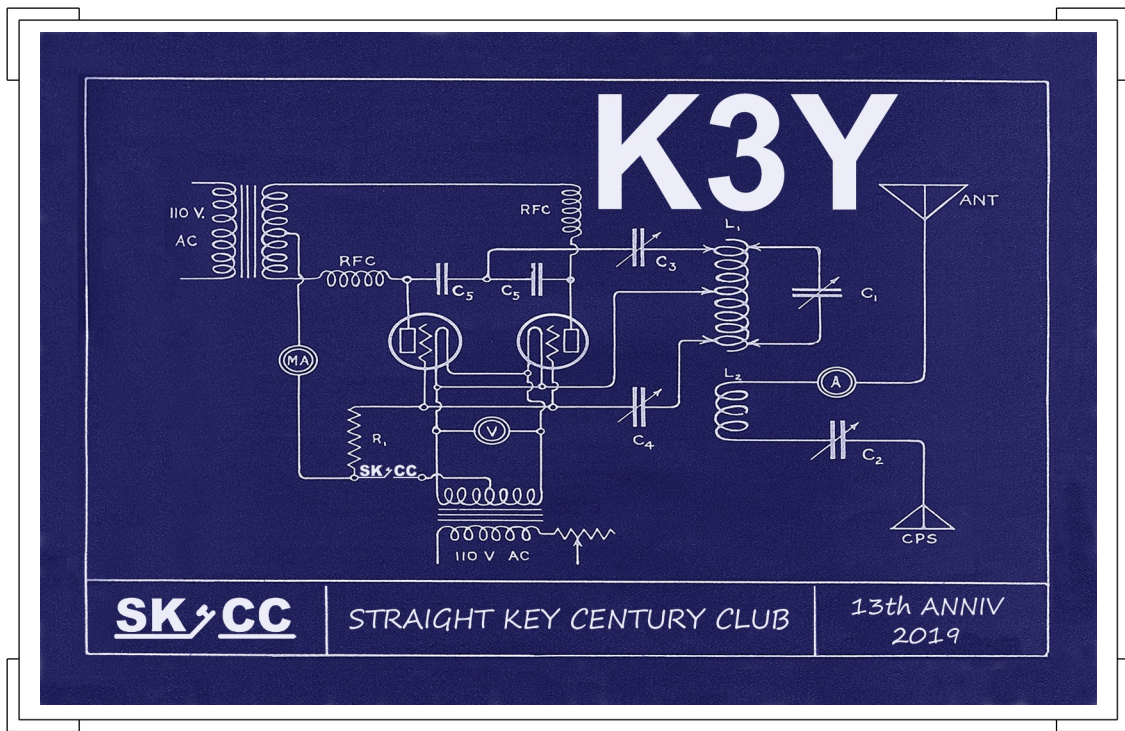 K3Y
110 V.
AC
RFC
RFC
L₁
ANT
C₃
C₅
C₅
C₁
MA
L₂
A
R₁
V
C₄
C₂
SK CC
110 V AC
CPS
SK CC
STRAIGHT KEY CENTURY CLUB
13th ANNIV
2019